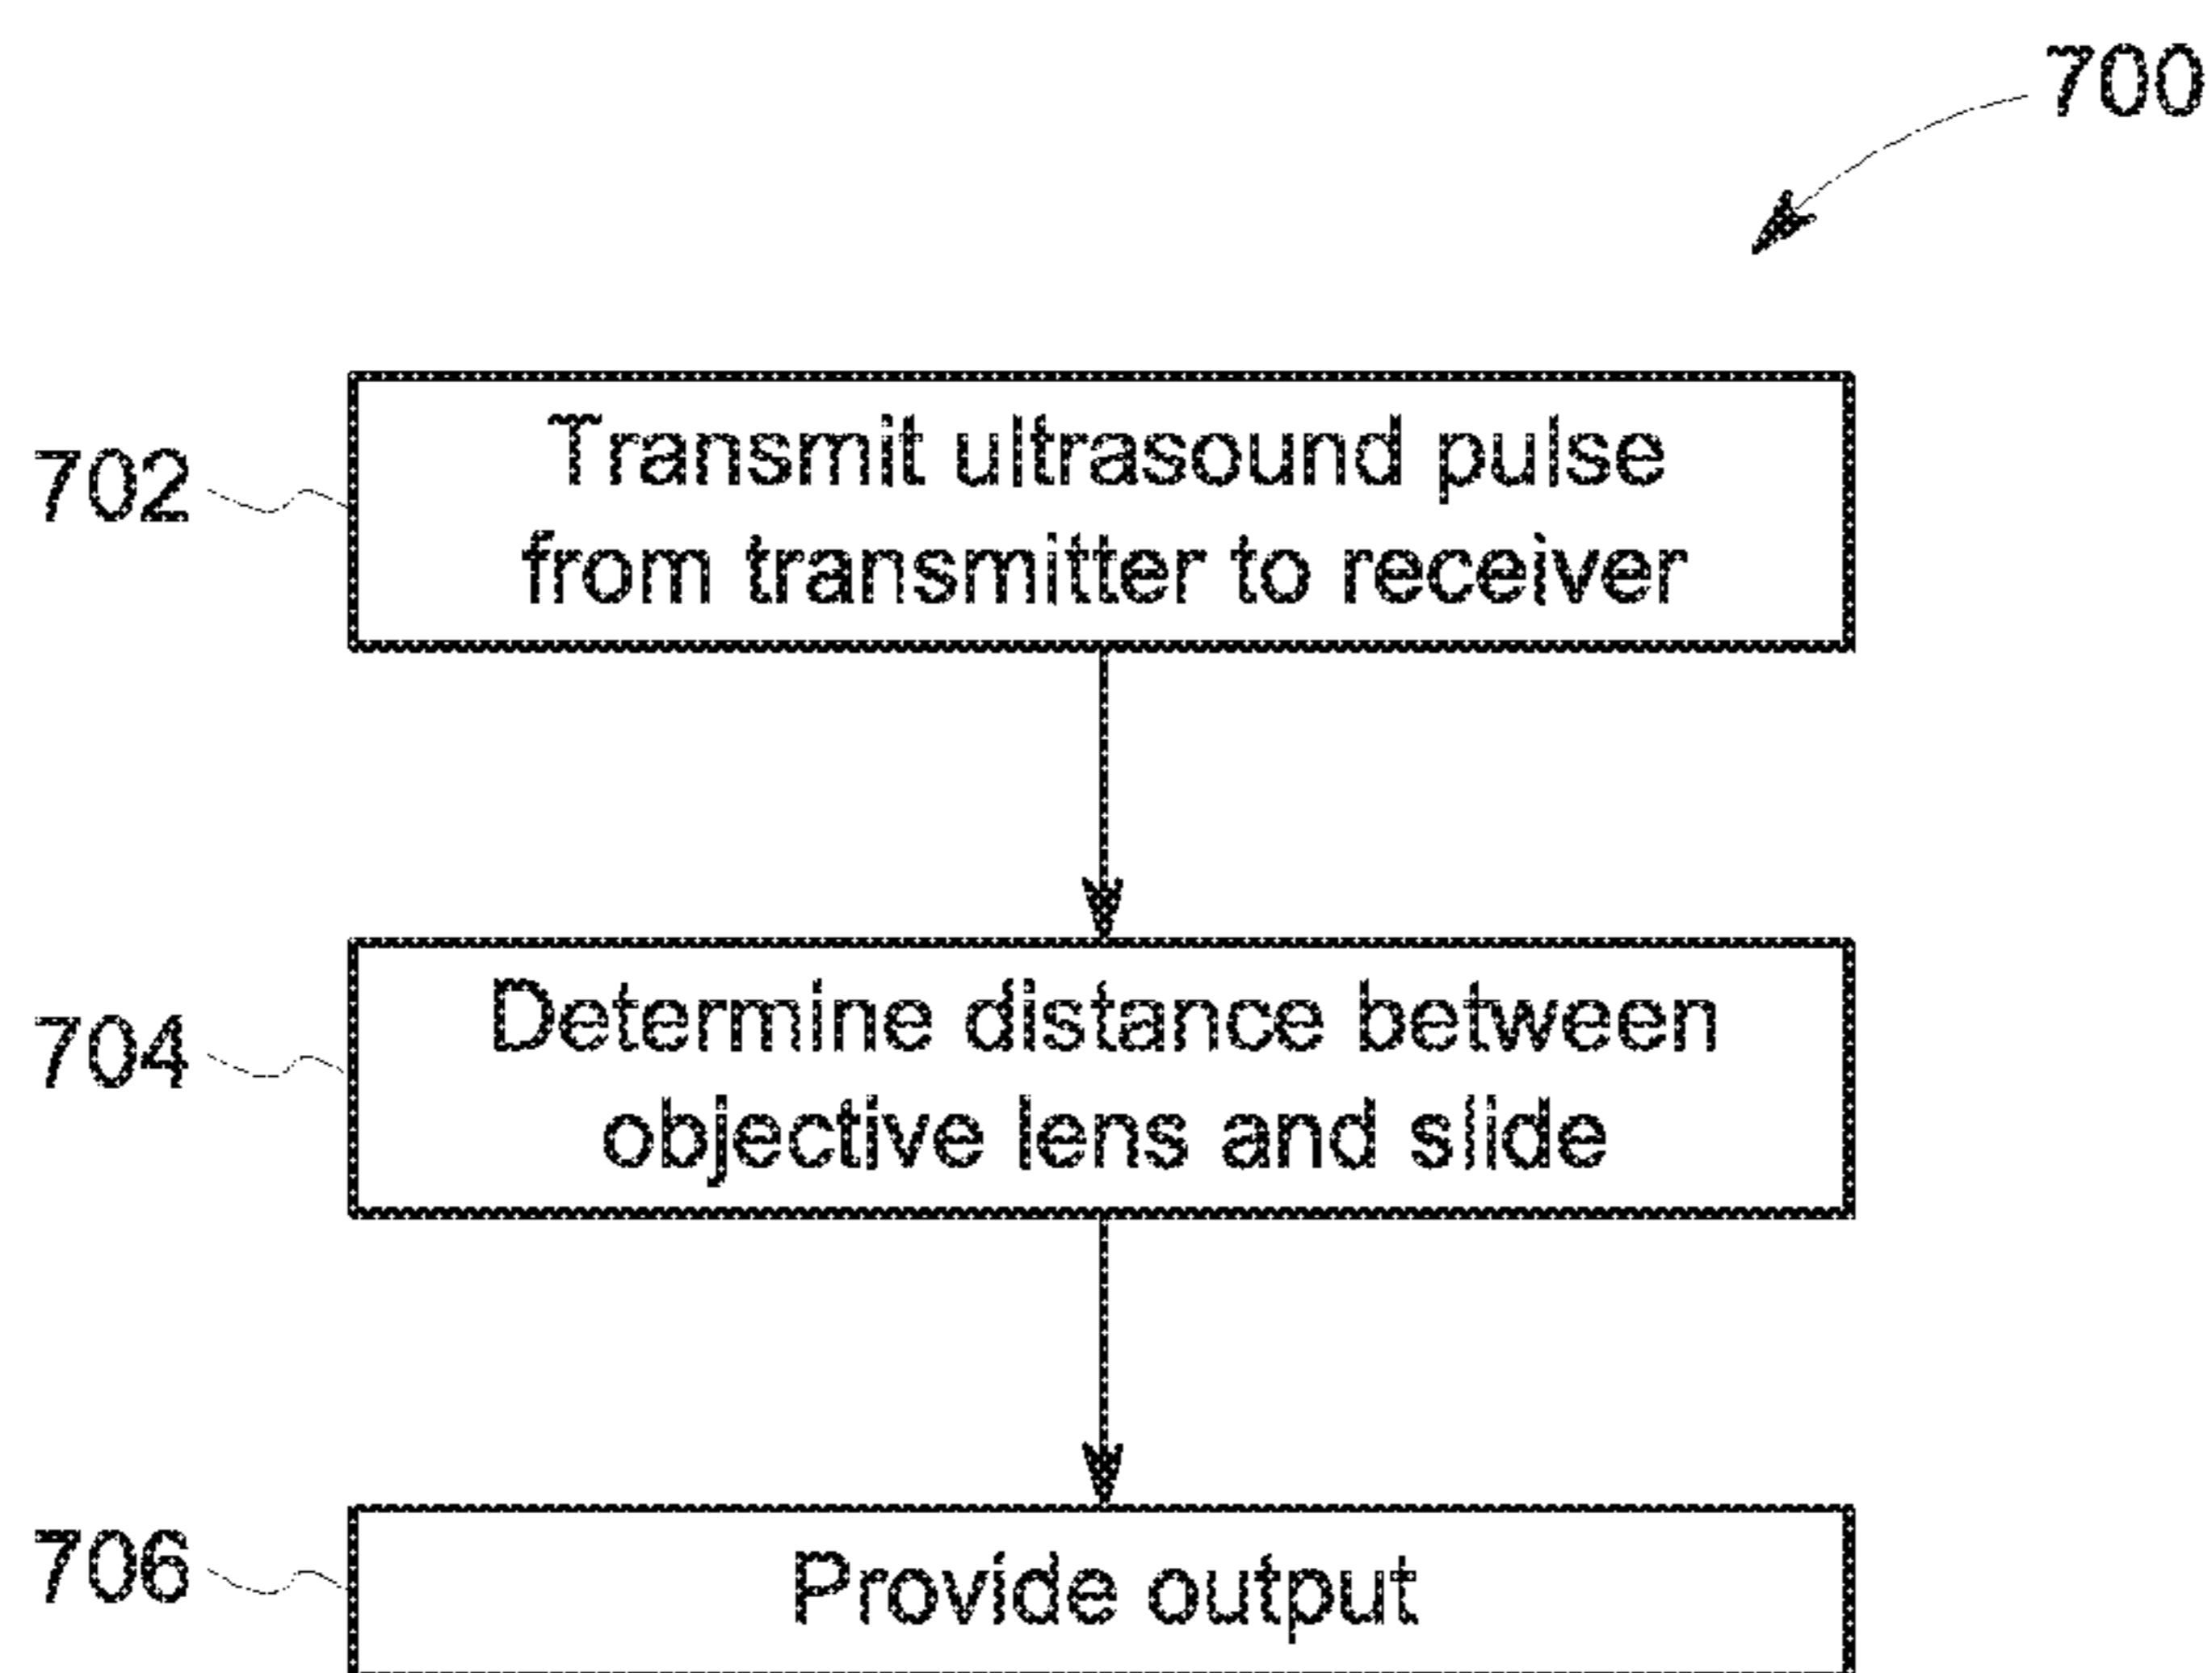 700
702
Transmit ultrasound pulse
from transmitter to receiver
704
Determine distance between
objective lens and slide
706
Provide output